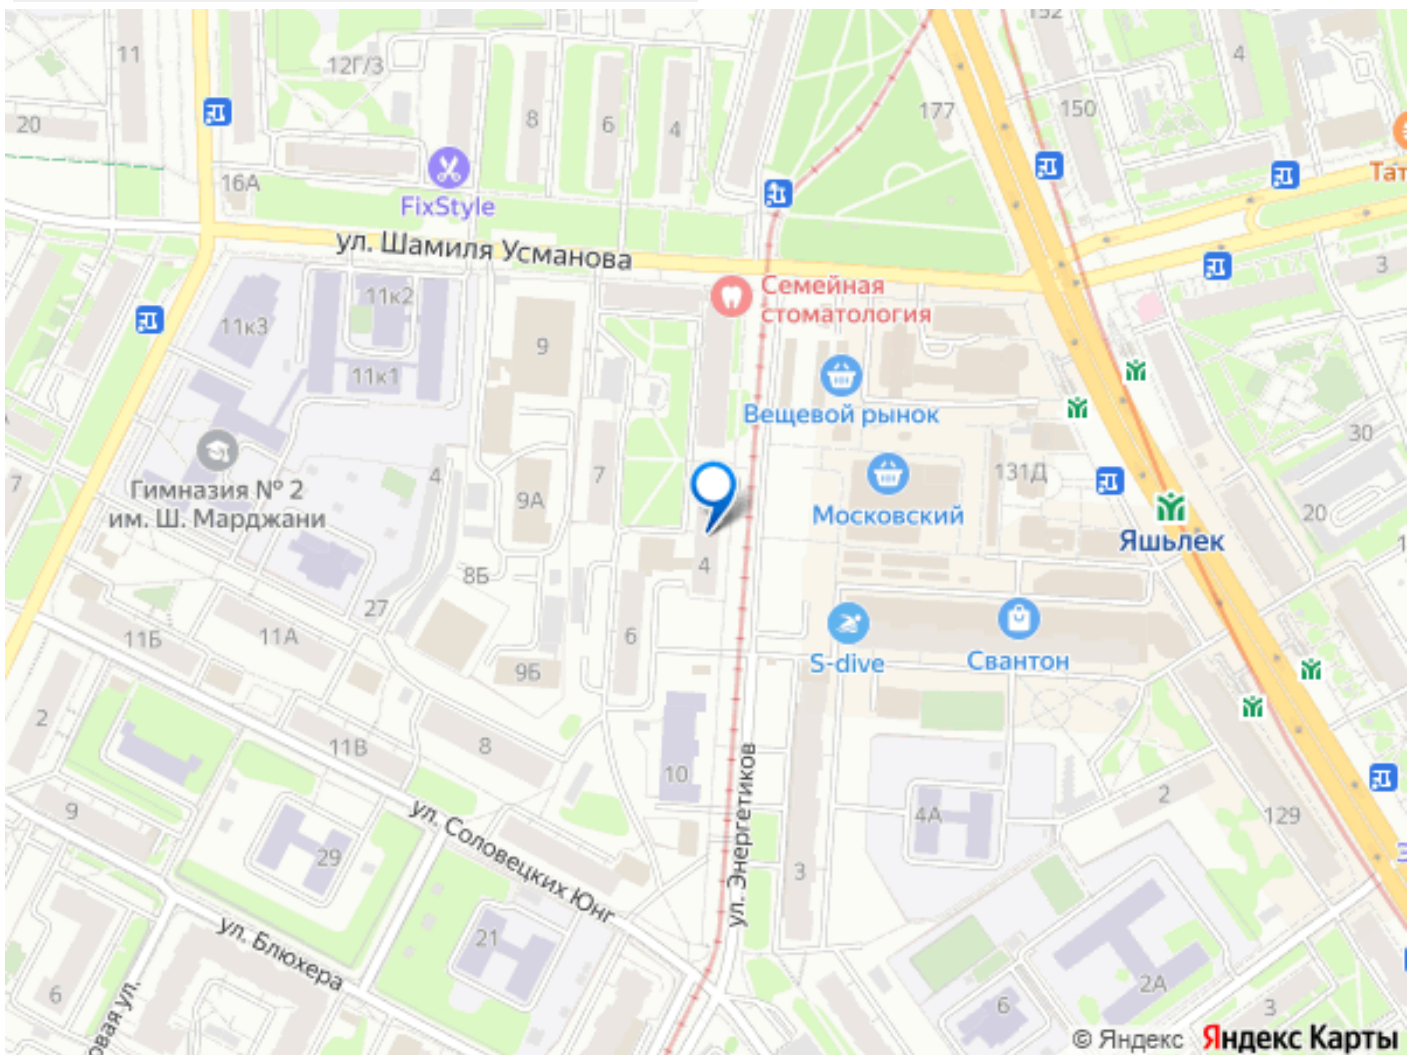 152
11
12Г/3
4
20
8
6
4
177
150
16А
FixStyle
Тат
ул. Шамиля Усманова
3
11к2
Семейная
стоматология
11к3
9
11к1
Вещевой рынок
30
7
4
7
131Д
Гимназия № 2
им. Ш. Марджани
9А
Московский
20
Яшьлек
8Б
4
27
11Б
11А
6
S-dive
Свантон
9Б
2
11В
8
10
2
9
4А
129
ул. Соловецких Юнг
29
ул. Энергетиков
3
ул. Блюхера
21
6
2А
6
3
овая ул.
© Яндекс Яндекс Карты